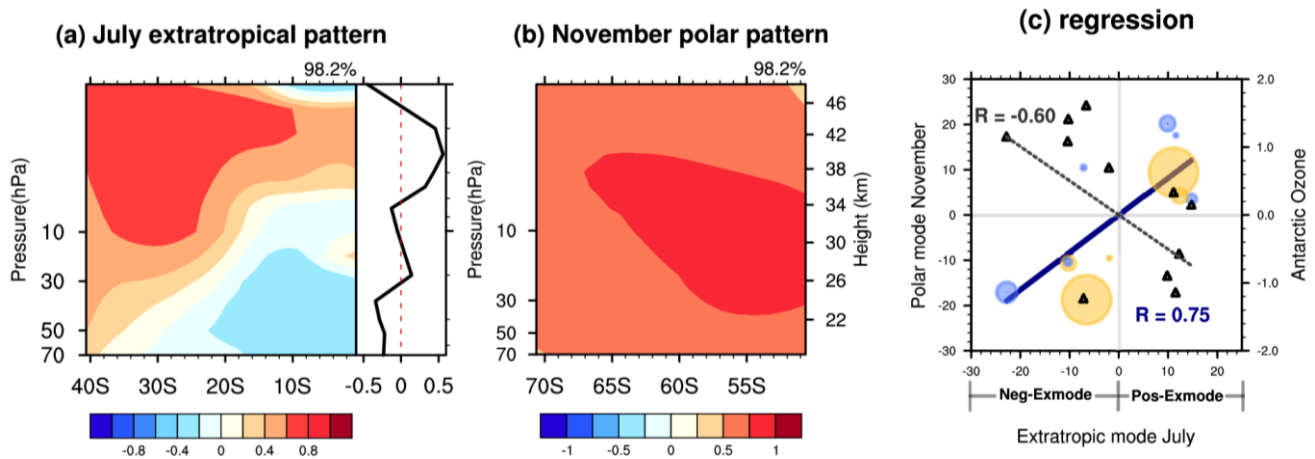 (a) July extratropical pattern
98.2%
Pressure(hPa)
10
30
50
70
40S 30S 20S 10S -0.5 0 0.5
-0.8 -0.4 0 0.4 0.8
(b) November polar pattern
98.2%
Pressure(hPa)
10
30
50
70
46
42
38
34
30
26
22
Height (km)
70S 65S 60S 55S
-1 -0.5 0 0.5 1
(c) regression
Polar mode November
30
20
10
0
-10
-20
-30
R = -0.60
R = 0.75
2.0
1.0
0.0
-1.0
-2.0
Antarctic Ozone
-30 -20 -10 0 10 20
Neg-Exmode Pos-Exmode
Extratropic mode July